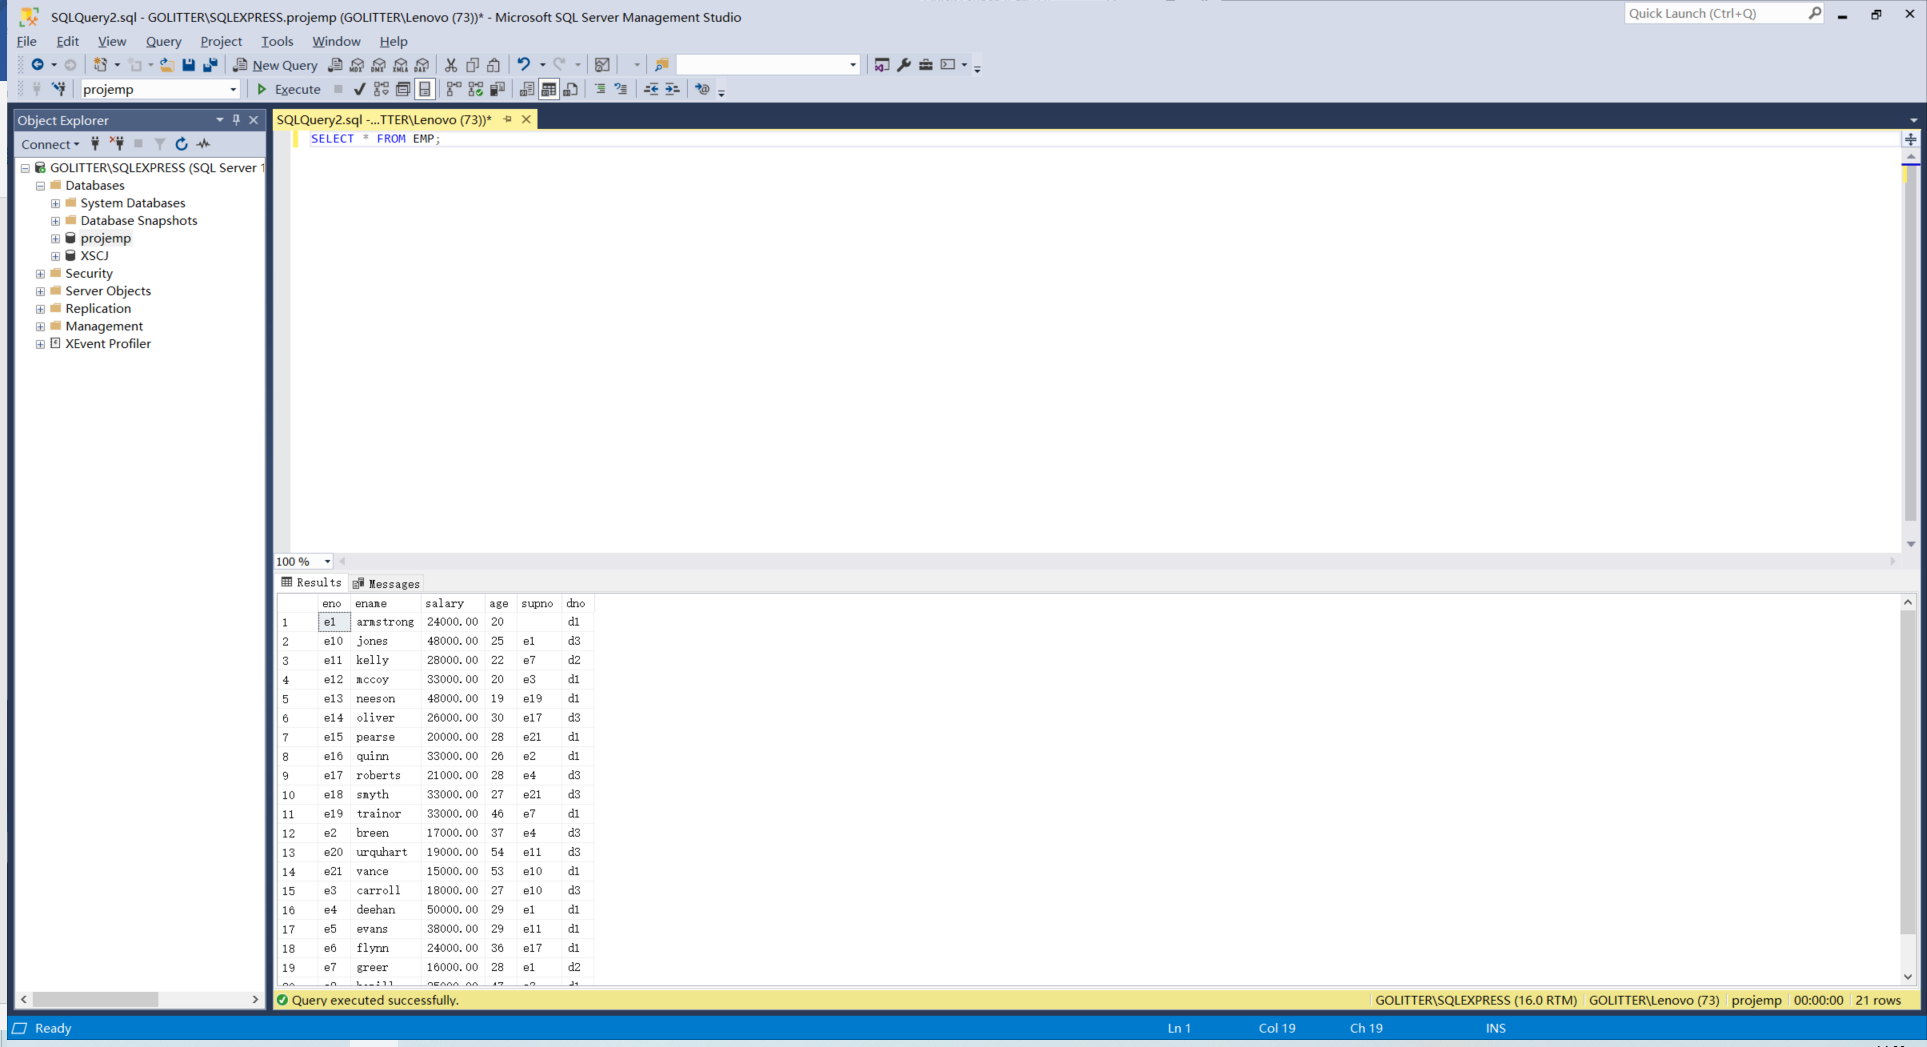 SQLQuery2.sql - GOLITTER\SQLEXPRESS.projemp (GOLITTER\Lenovo (73))* - Microsoft SQL Server Management Studio
Quick Launch (Ctrl+Q)
File Edit View Query Project Tools Window Help
New Query
projemp Execute
Object Explorer
Connect
GOLITTER\SQLEXPRESS (SQL Server 1
Databases
System Databases
Database Snapshots
projemp
XSCJ
Security
Server Objects
Replication
Management
XEvent Profiler
SQLQuery2.sql -...TTER\Lenovo (73))*
SELECT * FROM EMP;
100 %
Results Messages
eno ename salary age supno dno
1 e1 armstrong 24000.00 20 d1
2 e10 jones 48000.00 25 e1 d3
3 e11 kelly 28000.00 22 e7 d2
4 e12 mccoy 33000.00 20 e3 d1
5 e13 neeson 48000.00 19 e19 d1
6 e14 oliver 26000.00 30 e17 d3
7 e15 pearse 20000.00 28 e21 d1
8 e16 quinn 33000.00 26 e2 d1
9 e17 roberts 21000.00 28 e4 d3
10 e18 smyth 33000.00 27 e21 d3
11 e19 trainor 33000.00 46 e7 d1
12 e2 breen 17000.00 37 e4 d3
13 e20 urquhart 19000.00 54 e11 d3
14 e21 vance 15000.00 53 e10 d1
15 e3 carroll 18000.00 27 e10 d3
16 e4 deehan 50000.00 29 e1 d1
17 e5 evans 38000.00 29 e11 d1
18 e6 flynn 24000.00 36 e17 d1
19 e7 greer 16000.00 28 e1 d2
Query executed successfully.
GOLITTER\SQLEXPRESS (16.0 RTM) GOLITTER\Lenovo (73) projemp 00:00:00 21 rows
Ready Ln 1 Col 19 Ch 19 INS